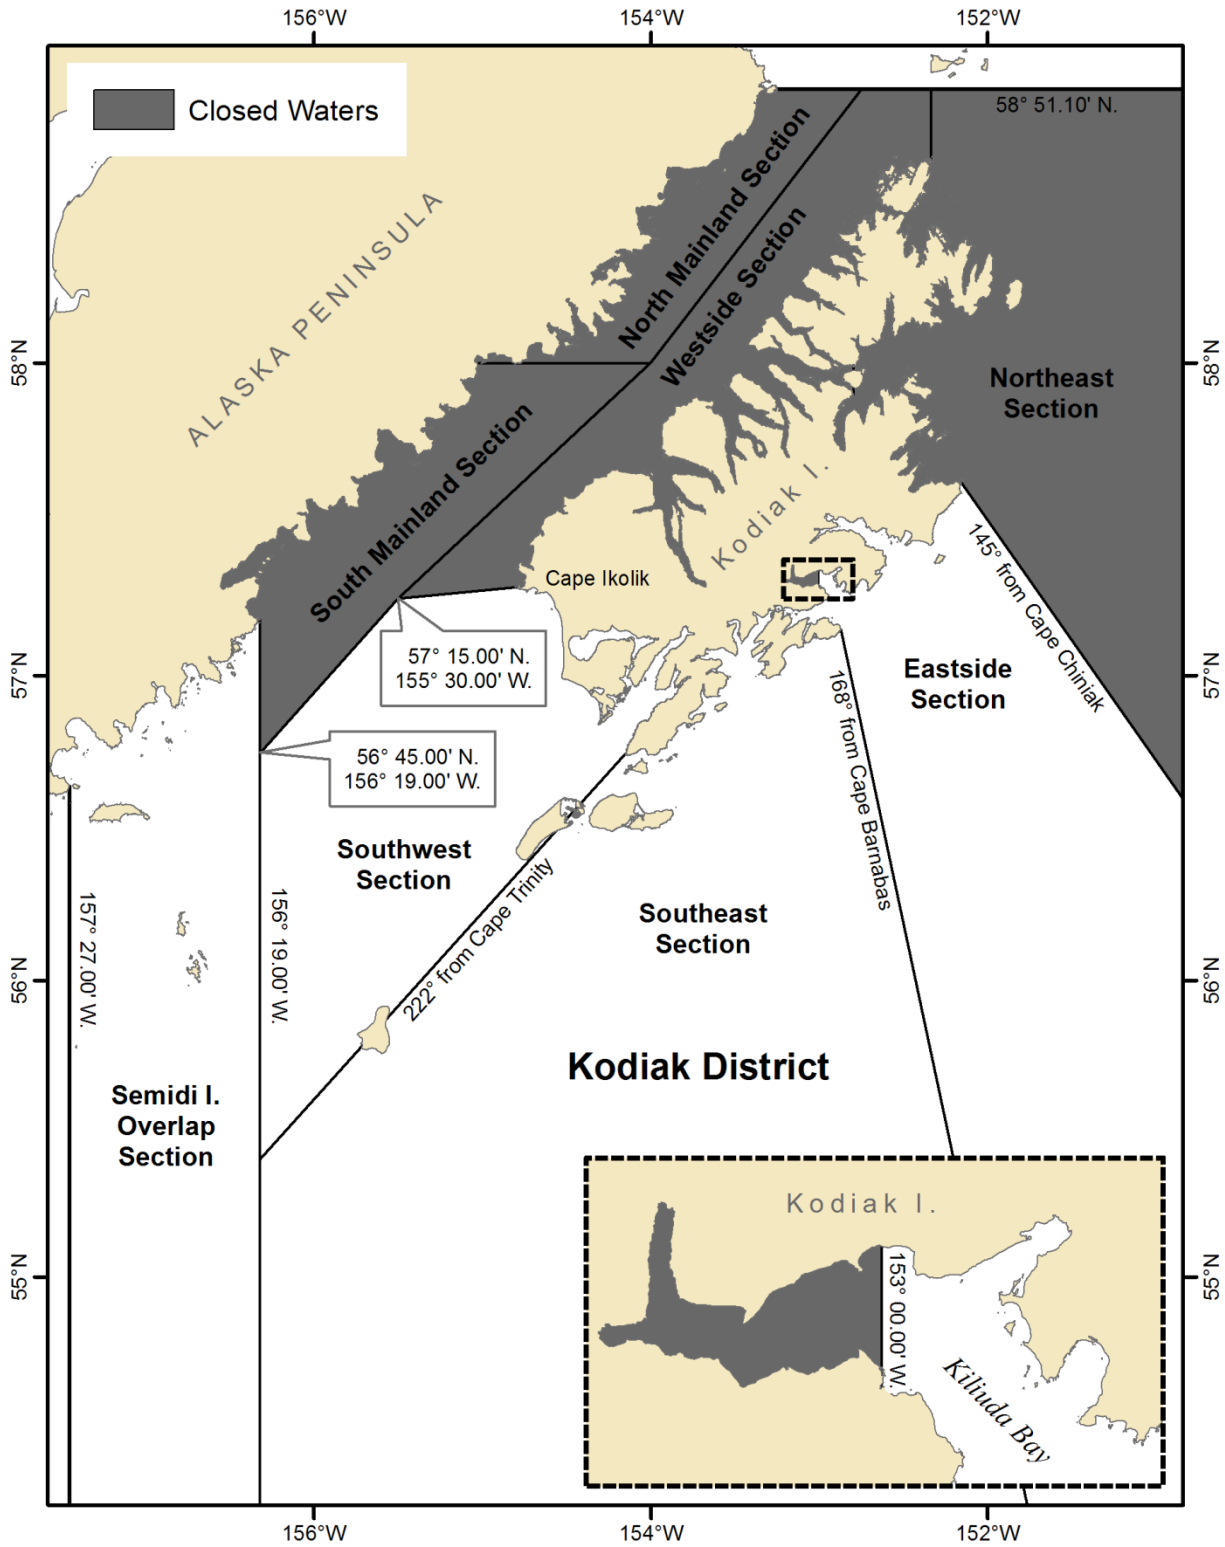 156°W
154°W
152°W
Closed Waters
58° 51.10' N.
ALASKA PENINSULA
North Mainland Section
Westside Section
58°N
58°N
Northeast
Section
South Mainland Section
Kodiak I.
145° from Cape Chiniak
Cape Ikolik
57° 15.00' N.
155° 30.00' W.
57°N
57°N
Eastside
Section
168° from Cape Barnabas
56° 45.00' N.
156° 19.00' W.
Southwest
Section
222° from Cape Trinity
157° 27.00' W.
156° 19.00' W.
Southeast
Section
56°N
56°N
Kodiak District
Semidi I.
Overlap
Section
Kodiak I.
153° 00.00' W.
Kiliuda Bay
55°N
55°N
156°W
154°W
152°W